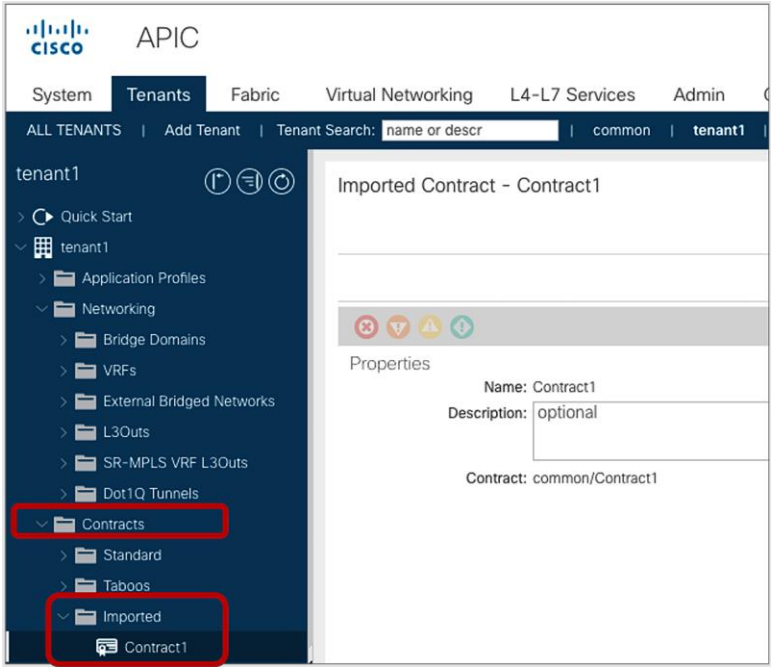 CISCO
APIC
System Tenants Fabric Virtual Networking L4-L7 Services Admin
ALL TENANTS | Add Tenant | Tenant Search: name or descr | common | tenant1 |
tenant1
Quick Start
tenant1
Application Profiles
Networking
Bridge Domains
VRFs
External Bridged Networks
L3Outs
SR-MPLS VRF L3Outs
Dot1Q Tunnels
Contracts
Standard
Taboos
Imported
Contract1
Imported Contract - Contract1
Properties
Name: Contract1
Description: optional
Contract: common/Contract1